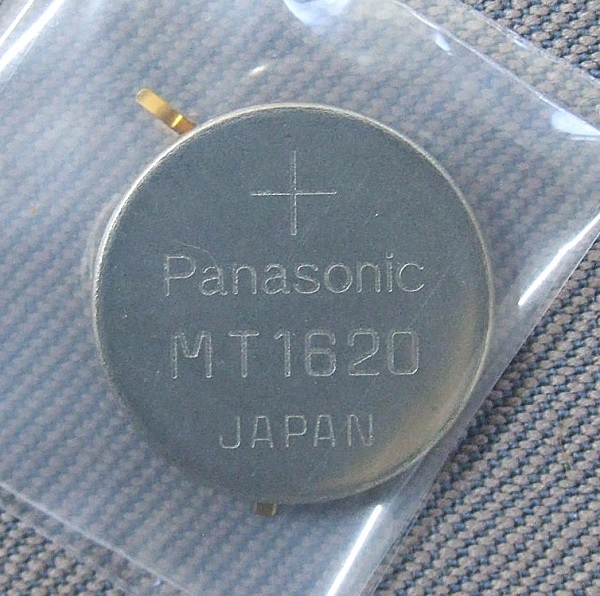 +
Panasonic
MT1620
JAPAN